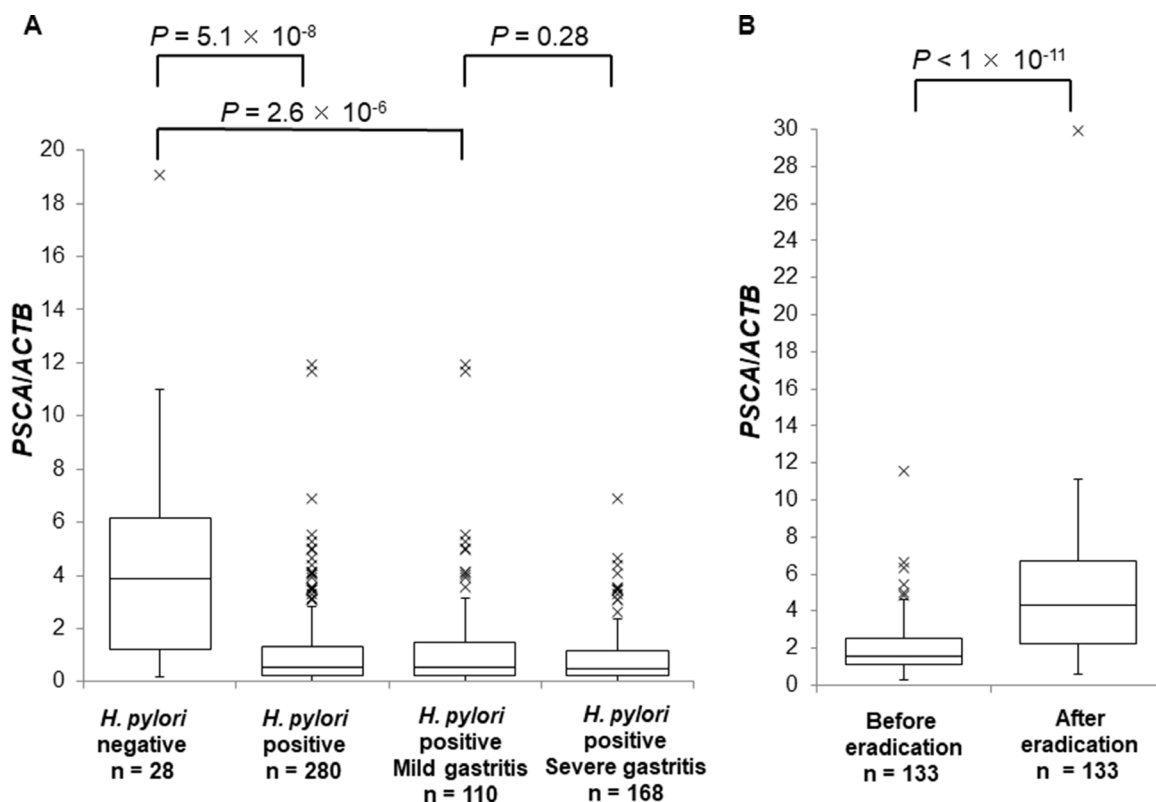 A
P = 5.1 × 10⁻⁸
P = 0.28
P = 2.6 × 10⁻⁶
PSCA/ACTB
20
18
16
14
12
10
8
6
4
2
0
H. pylori
negative
n = 28
H. pylori
positive
n = 280
H. pylori
positive
Mild gastritis
n = 110
H. pylori
positive
Severe gastritis
n = 168
B
P < 1 × 10⁻¹¹
PSCA/ACTB
30
28
26
24
22
20
18
16
14
12
10
8
6
4
2
0
Before
eradication
n = 133
After
eradication
n = 133